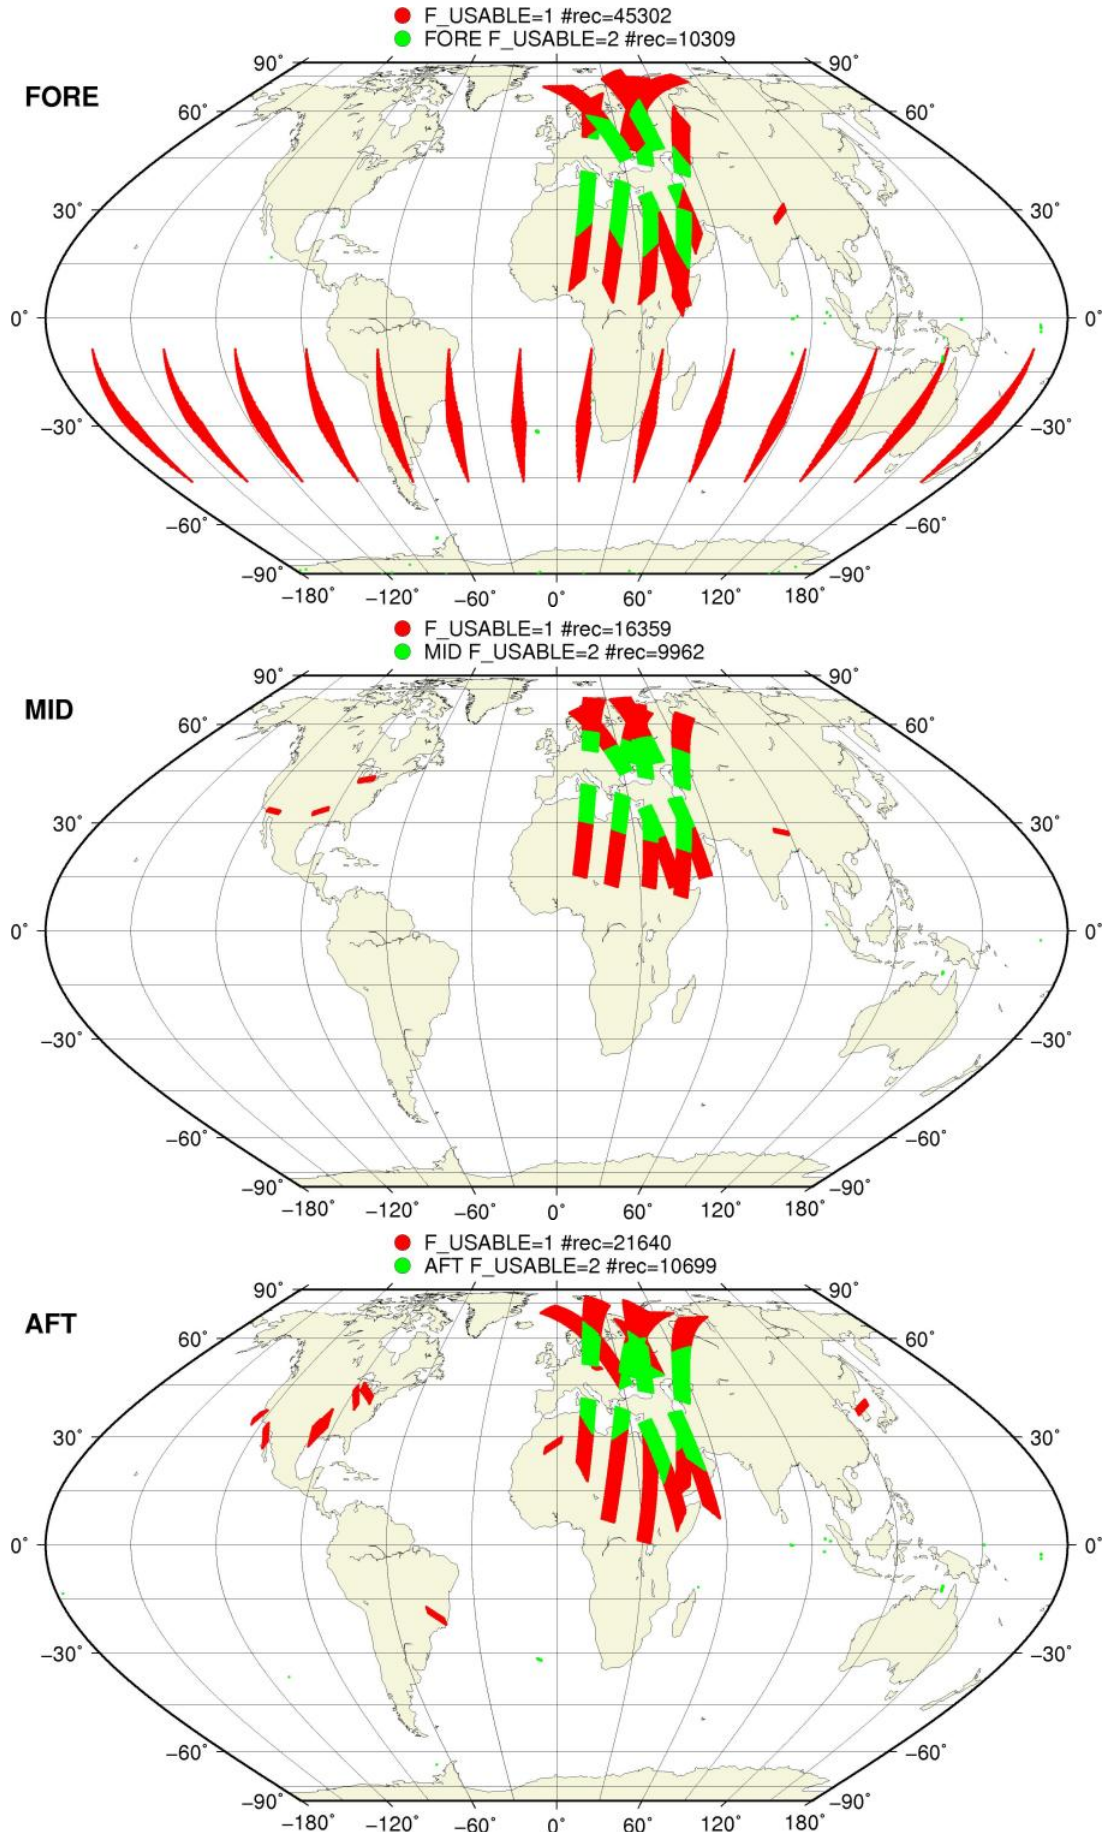 F_USABLE=1 #rec=45302
FORE F_USABLE=2 #rec=10309
FORE
90˚ 90˚
60˚ 60˚
30˚ 30˚
0˚ 0˚
−30˚ −30˚
−60˚ −60˚
−90˚ −90˚
−180˚ −120˚ −60˚ 0˚ 60˚ 120˚ 180˚
F_USABLE=1 #rec=16359
MID F_USABLE=2 #rec=9962
MID
90˚ 90˚
60˚ 60˚
30˚ 30˚
0˚ 0˚
−30˚ −30˚
−60˚ −60˚
−90˚ −90˚
−180˚ −120˚ −60˚ 0˚ 60˚ 120˚ 180˚
F_USABLE=1 #rec=21640
AFT F_USABLE=2 #rec=10699
AFT
90˚ 90˚
60˚ 60˚
30˚ 30˚
0˚ 0˚
−30˚ −30˚
−60˚ −60˚
−90˚ −90˚
−180˚ −120˚ −60˚ 0˚ 60˚ 120˚ 180˚